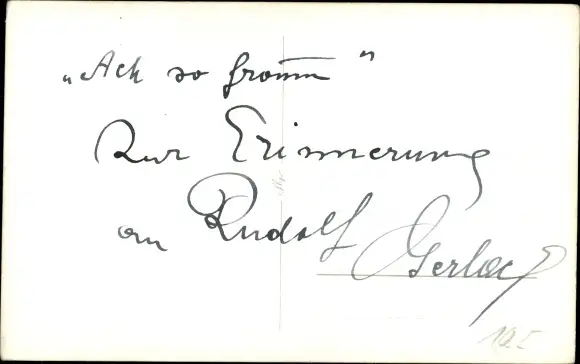 „Ach so fromm"
Zur Erinnerung
an Rudolf Gerlach